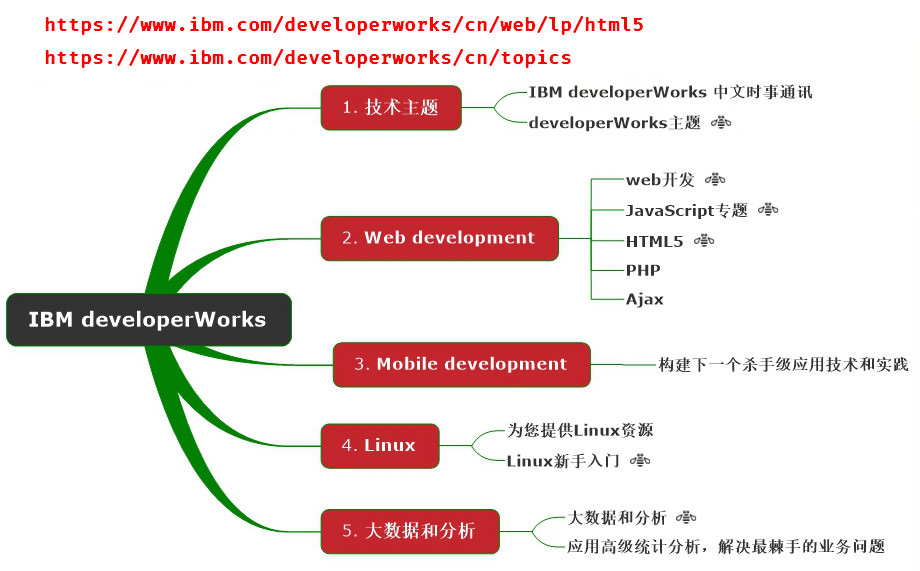 https://www.ibm.com/developerworks/cn/web/lp/html5
https://www.ibm.com/developerworks/cn/topics
IBM developerWorks
1. 技术主题
IBM developerWorks 中文时事通讯
developerWorks主题
2. Web development
web开发
JavaScript专题
HTML5
PHP
Ajax
3. Mobile development
构建下一个杀手级应用技术和实践
4. Linux
为您提供Linux资源
Linux新手入门
5. 大数据和分析
大数据和分析
应用高级统计分析，解决最棘手的业务问题